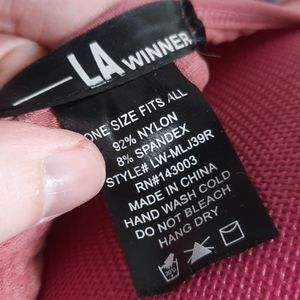 LA WINNER
ONE SIZE FITS ALL
92% NYLON
8% SPANDEX
STYLE# LW-MLJ39R
RN#143003
MADE IN CHINA
HAND WASH COLD
DO NOT BLEACH
HANG DRY